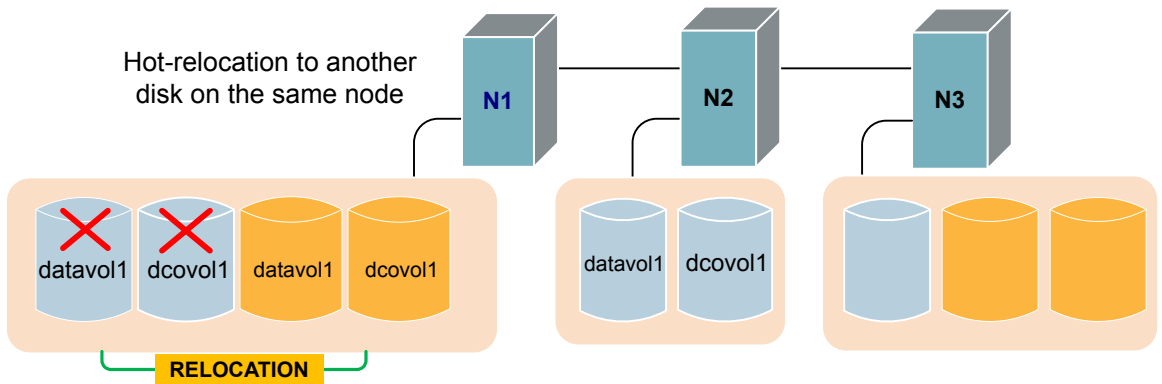 Hot-relocation to another
disk on the same node
N1
N2
N3
datavol1
dcovol1
datavol1
dcovol1
datavol1
dcovol1
RELOCATION